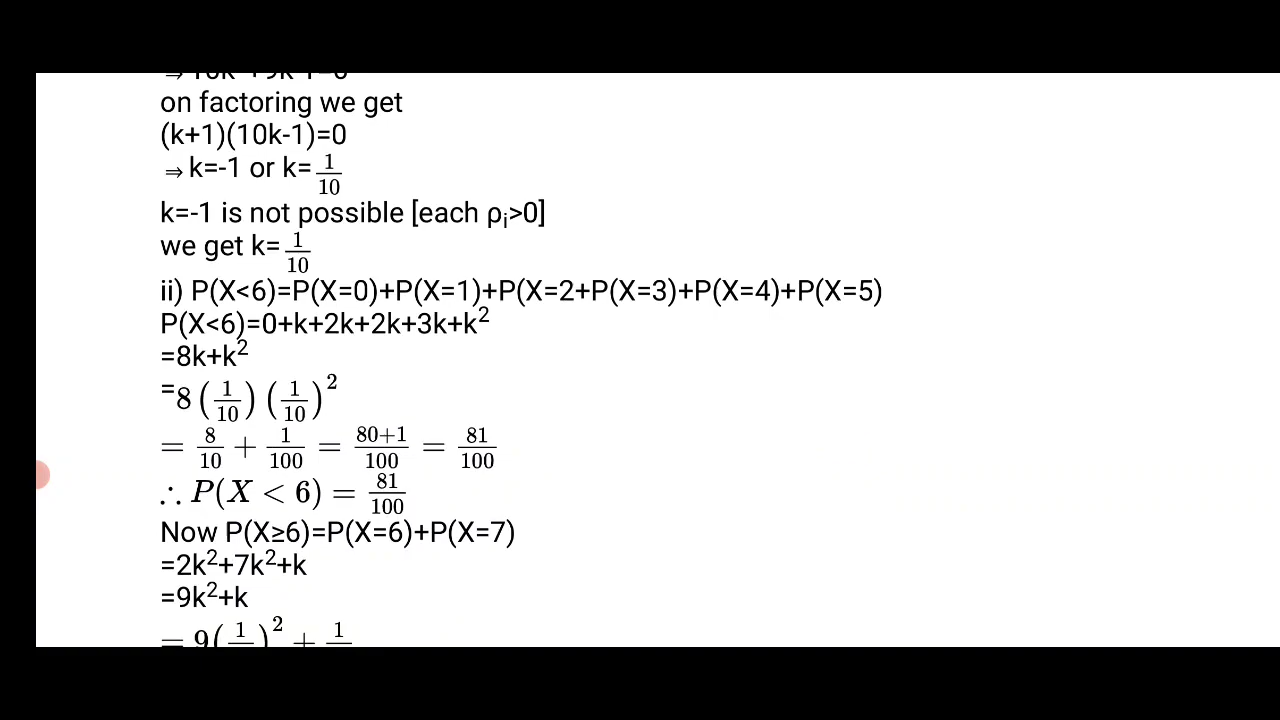 on factoring we get
(k+1)(10k-1)=0
⇒k=-1 or k=1/10
k=-1 is not possible [each ρᵢ>0]
we get k=1/10
ii) P(X<6)=P(X=0)+P(X=1)+P(X=2+P(X=3)+P(X=4)+P(X=5)
P(X<6)=0+k+2k+2k+3k+k²
=8k+k²
=8(1/10)(1/10)²
=8/10+1/100=80+1/100=81/100
∴P(X<6)=81/100
Now P(X≥6)=P(X=6)+P(X=7)
=2k²+7k²+k
=9k²+k